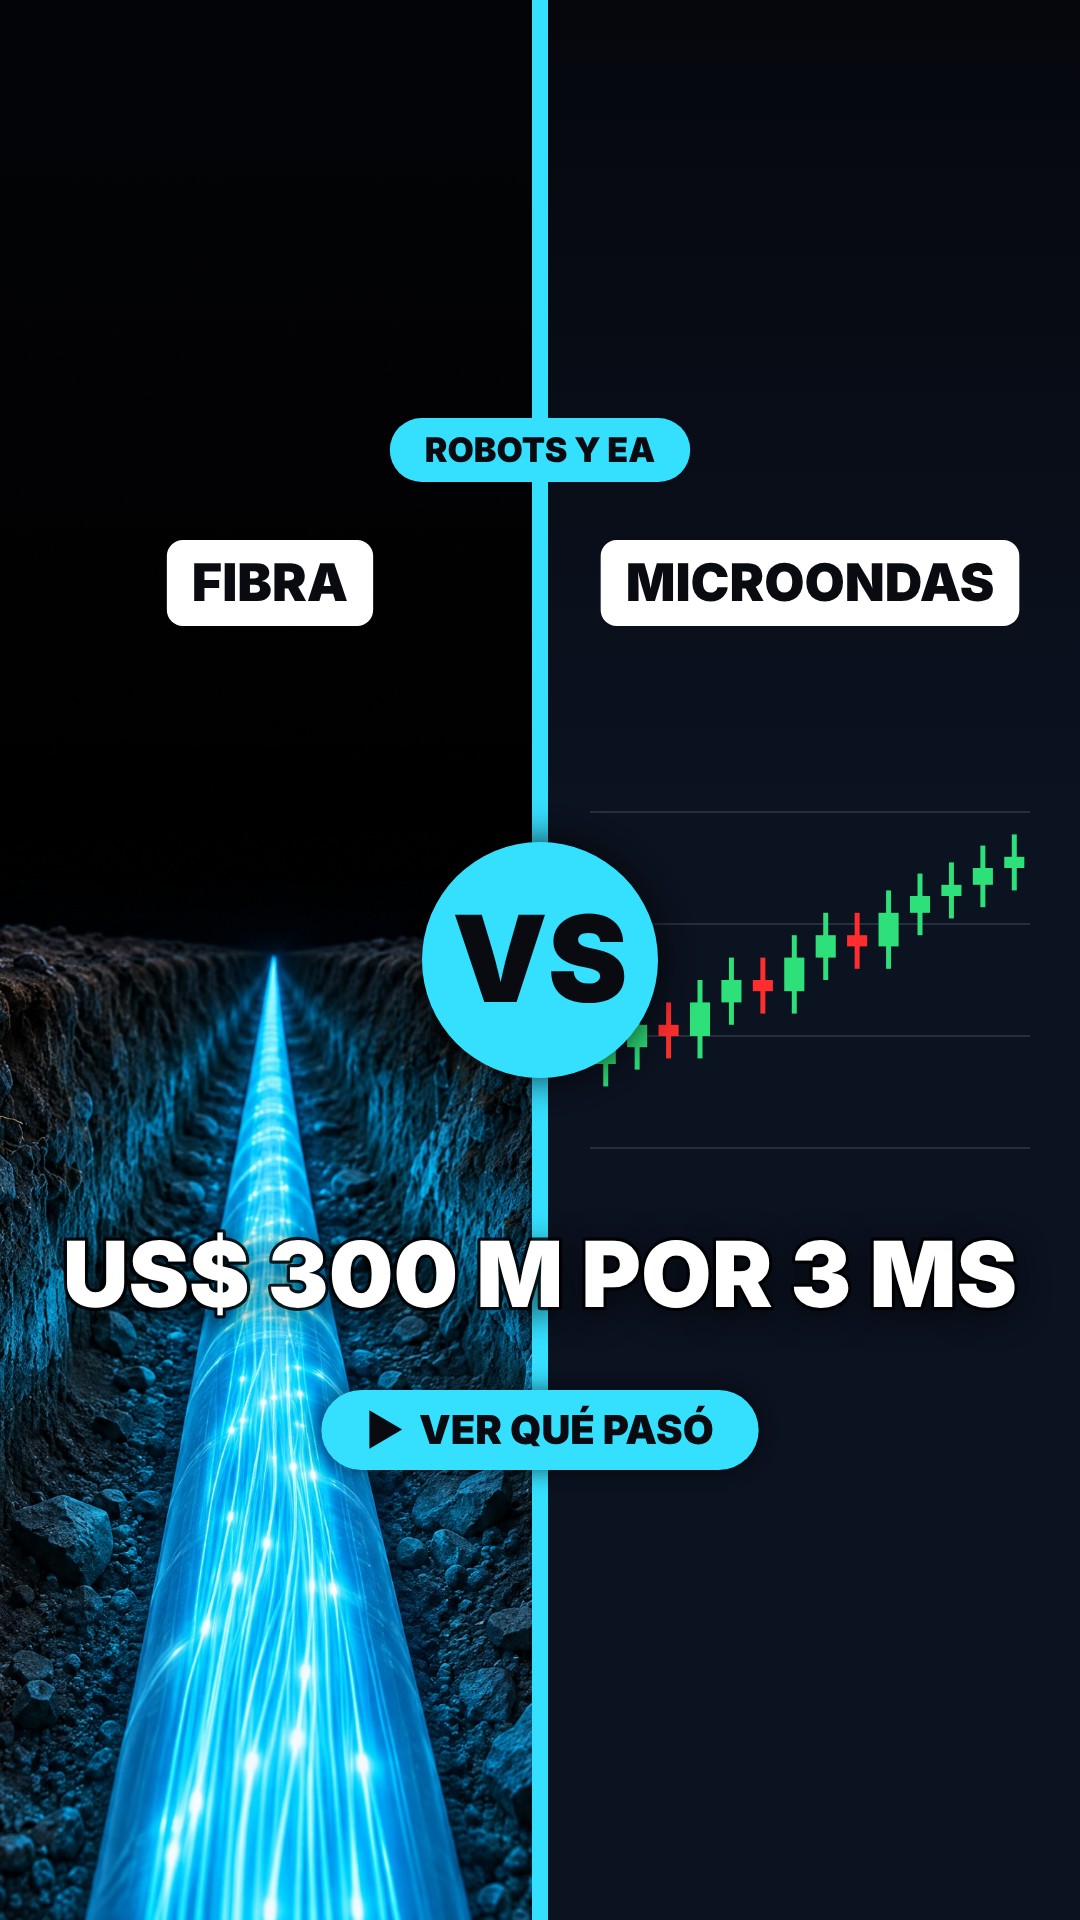 ROBOTS Y EA
FIBRA
MICROONDAS
VS
US$ 300 M POR 3 MS
▶ VER QUÉ PASÓ